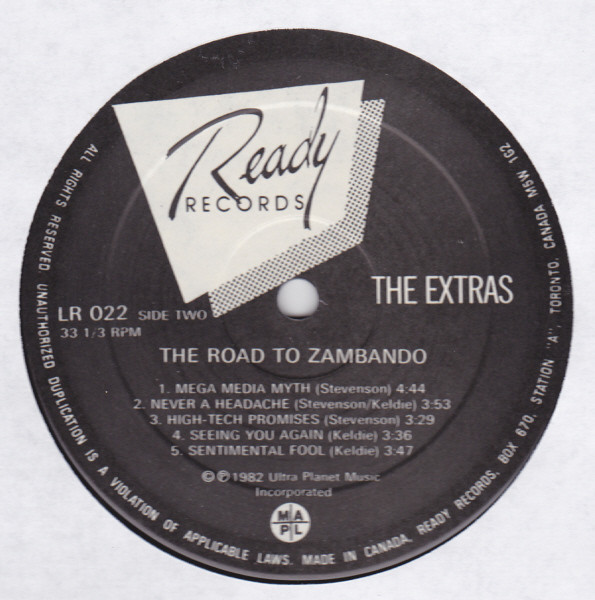 Ready
RECORDS
THE EXTRAS
LR 022 SIDE TWO
33 1/3 RPM
THE ROAD TO ZAMBANDO
1. MEGA MEDIA MYTH (Stevenson) 4:44
2. NEVER A HEADACHE (Stevenson/Keldie) 3:53
3. HIGH-TECH PROMISES (Stevenson) 3:29
4. SEEING YOU AGAIN (Keldie) 3:36
5. SENTIMENTAL FOOL (Keldie) 3:47
©℗1982 Ultra Planet Music
Incorporated
MAPL
ALL RIGHTS RESERVED. UNAUTHORIZED DUPLICATION IS A VIOLATION OF APPLICABLE LAWS. MADE IN CANADA, READY RECORDS, BOX 670, STATION "A", TORONTO, CANADA M5W 1G2